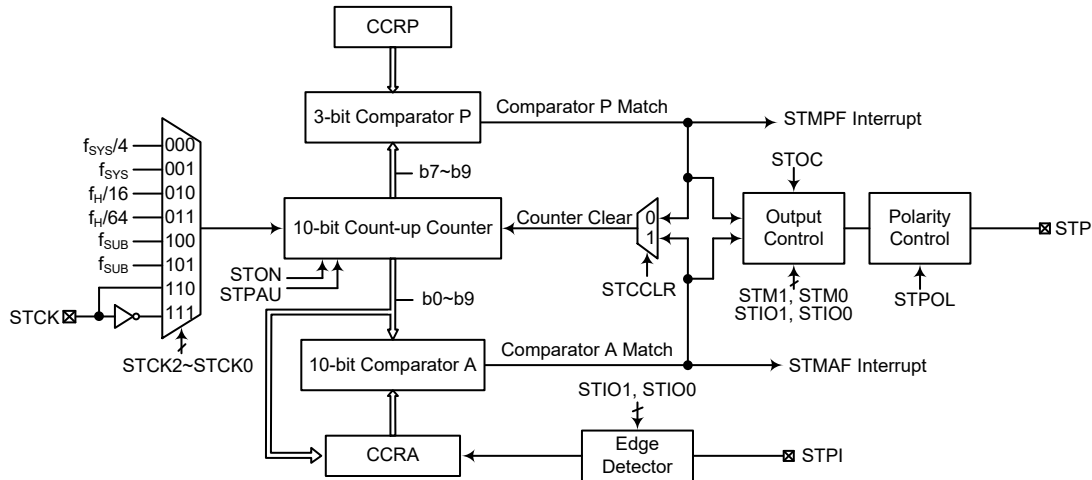 CCRP
3-bit Comparator P
Comparator P Match
STMPF Interrupt
fSYS/4
fSYS
fH/16
fH/64
fSUB
fSUB
000
001
010
011
100
101
110
111
STCK
STCK2~STCK0
b7~b9
10-bit Count-up Counter
Counter Clear
0
1
STCCLR
STON
STPAU
b0~b9
STOC
Output
Control
STM1, STM0
STIO1, STIO0
Polarity
Control
STPOL
STP
10-bit Comparator A
Comparator A Match
STMAF Interrupt
STIO1, STIO0
CCRA
Edge
Detector
STPI